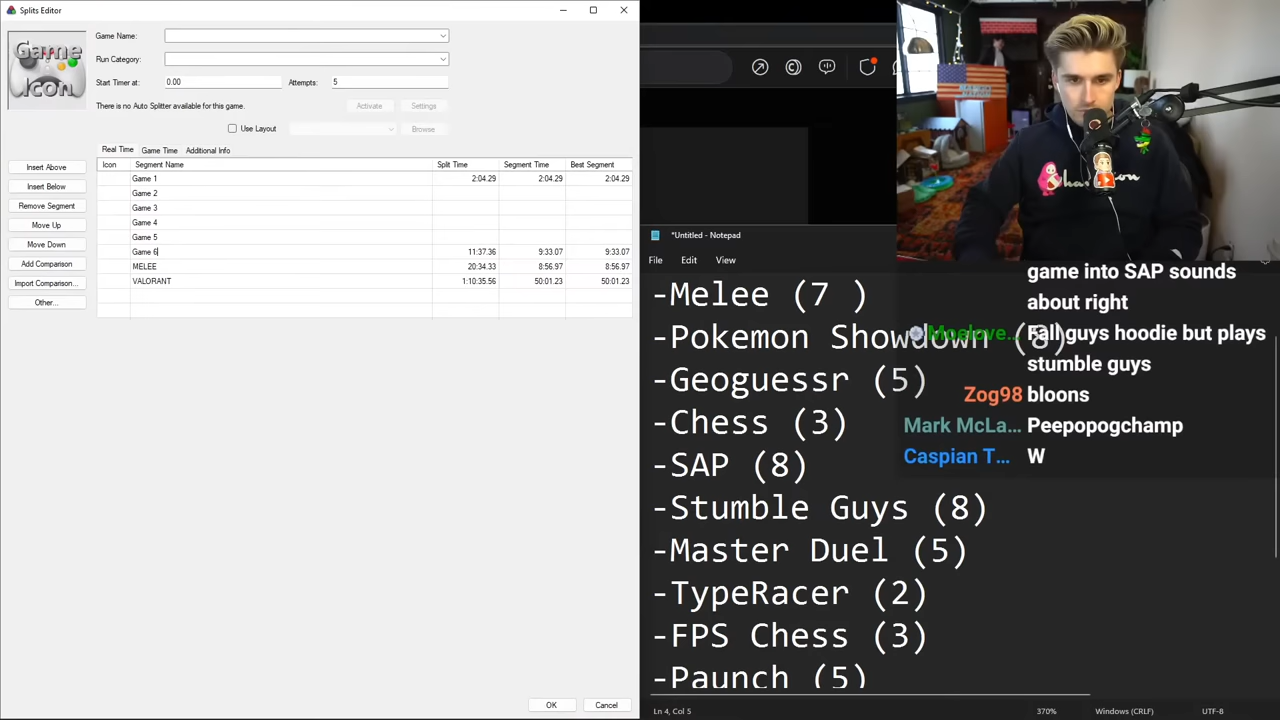 Splits Editor
Game Icon
Game Name:
Run Category:
Start Timer at: 0.00 Attempts: 5
There is no Auto Splitter available for this game. Activate Settings
Use Layout Browse
Real Time Game Time Additional Info
Icon Segment Name Split Time Segment Time Best Segment
Game 1 2:04.29 2:04.29 2:04.29
Game 2
Game 3
Game 4
Game 5
Game 6 11:37.36 9:33.07 9:33.07
MELEE 20:34.33 8:56.97 8:56.97
VALORANT 1:10:35.56 50:01.23 50:01.23
Insert Above
Insert Below
Remove Segment
Move Up
Move Down
Add Comparison
Import Comparison...
Other...
OK Cancel
*Untitled - Notepad
File Edit View
-Melee (7 )
-Pokemon Showdown (8)
-Geoguessr (5)
-Chess (3)
-SAP (8)
-Stumble Guys (8)
-Master Duel (5)
-TypeRacer (2)
-FPS Chess (3)
-Paunch (5)
Ln 4, Col 5 370% Windows (CRLF) UTF-8
game into SAP sounds
about right
Moelove... Fall guys hoodie but plays
stumble guys
Zog98 bloons
Mark McLa... Peepopogchamp
Caspian T... W